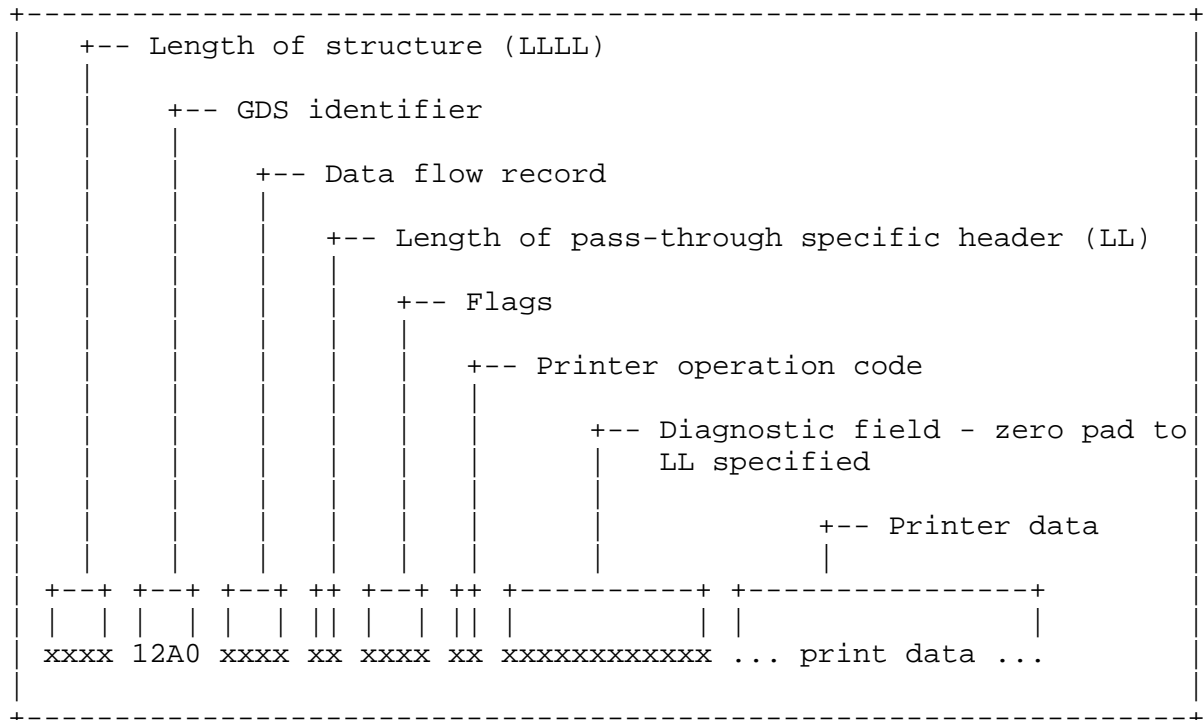 +-- Length of structure (LLLL)
+-- GDS identifier
+-- Data flow record
+-- Length of pass-through specific header (LL)
+-- Flags
+-- Printer operation code
+-- Diagnostic field - zero pad to
LL specified
+-- Printer data
xxxx 12A0 xxxx xx xxxx xx xxxxxxxxxxxx ... print data ...